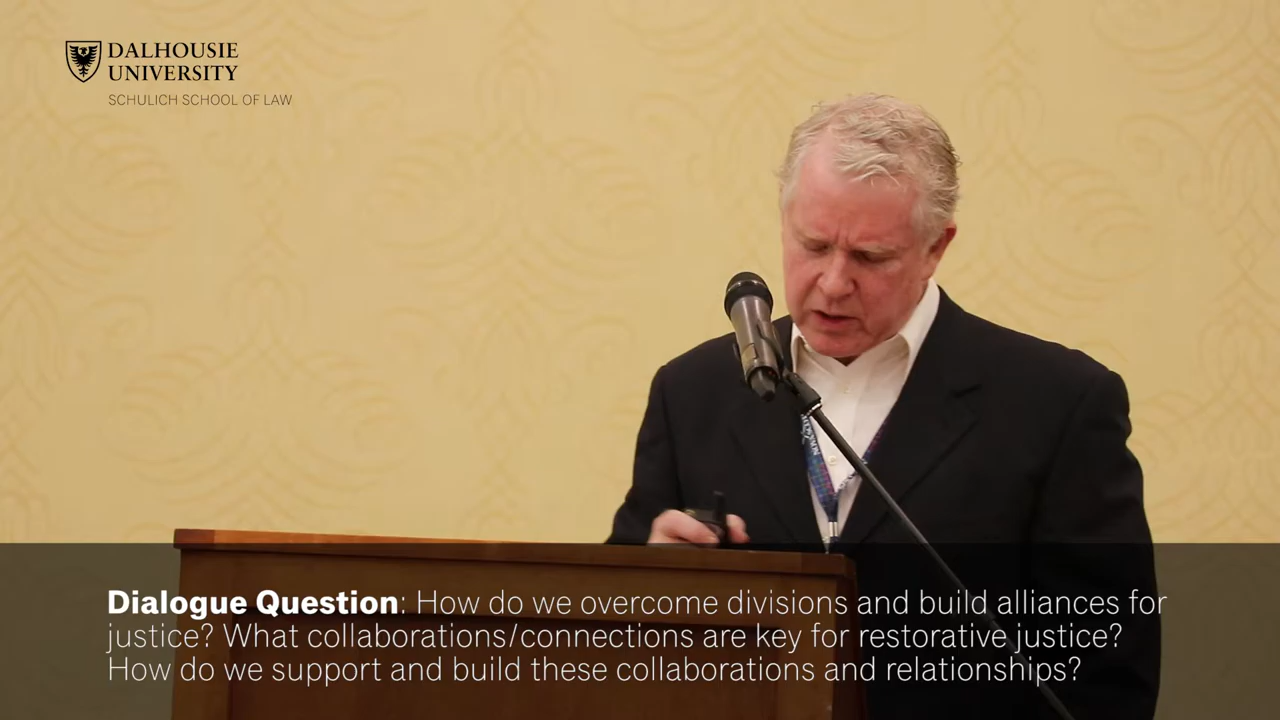 DALHOUSIE
UNIVERSITY
SCHULICH SCHOOL OF LAW
Dialogue Question: How do we overcome divisions and build alliances for
justice? What collaborations/connections are key for restorative justice?
How do we support and build these collaborations and relationships?